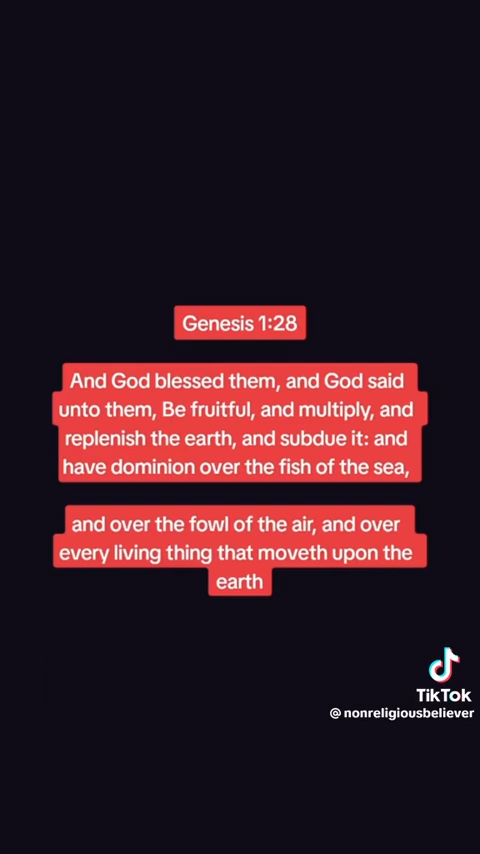 Genesis 1:28
And God blessed them, and God said
unto them, Be fruitful, and multiply, and
replenish the earth, and subdue it: and
have dominion over the fish of the sea,
and over the fowl of the air, and over
every living thing that moveth upon the
earth
TikTok
@nonreligiousbeliever